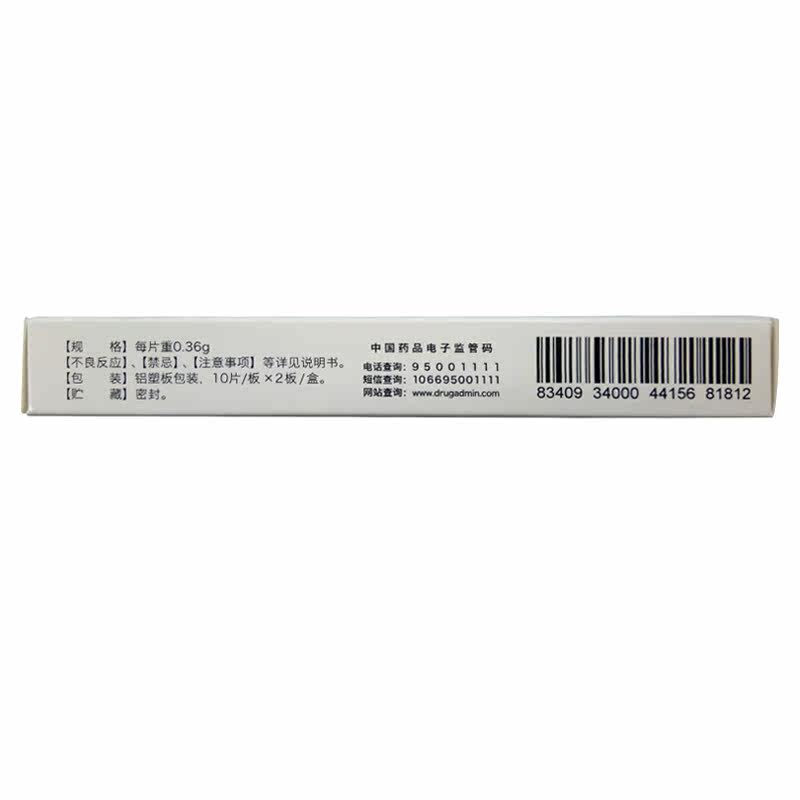 【规　　格】每片重0.36g
【不良反应】、【禁忌】、【注意事项】等详见说明书。
【包　　装】铝塑板包装，10片/板×2板/盒。
【贮　　藏】密封。
中国药品电子监管码
电话查询：95001111
短信查询：106695001111
网站查询：www.drugadmin.com
83409 34000 44156 81812